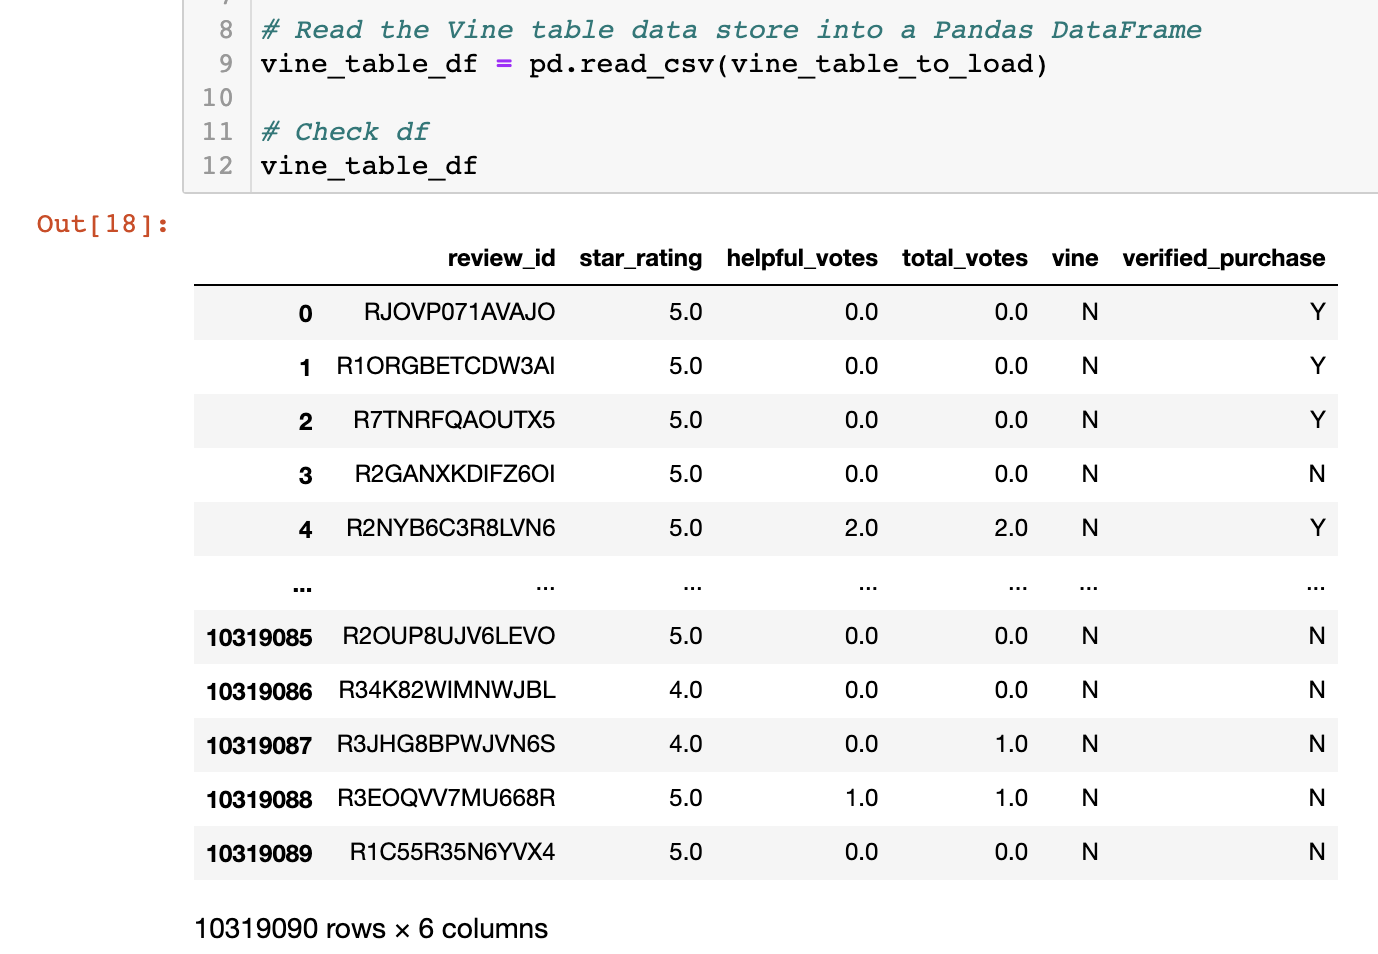 8 # Read the Vine table data store into a Pandas DataFrame
9 vine_table_df = pd.read_csv(vine_table_to_load)
10
11 # Check df
12 vine_table_df
Out[18]:
review_id star_rating helpful_votes total_votes vine verified_purchase
0 RJOVP071AVAJO 5.0 0.0 0.0 N Y
1 R1ORGBETCDW3AI 5.0 0.0 0.0 N Y
2 R7TNRFQAOUTX5 5.0 0.0 0.0 N Y
3 R2GANXKDIFZ6OI 5.0 0.0 0.0 N N
4 R2NYB6C3R8LVN6 5.0 2.0 2.0 N Y
... ... ... ... ... ... ...
10319085 R2OUP8UJV6LEVO 5.0 0.0 0.0 N N
10319086 R34K82WIMNWJBL 4.0 0.0 0.0 N N
10319087 R3JHG8BPWJVN6S 4.0 0.0 1.0 N N
10319088 R3EOQVV7MU668R 5.0 1.0 1.0 N N
10319089 R1C55R35N6YVX4 5.0 0.0 0.0 N N
10319090 rows × 6 columns